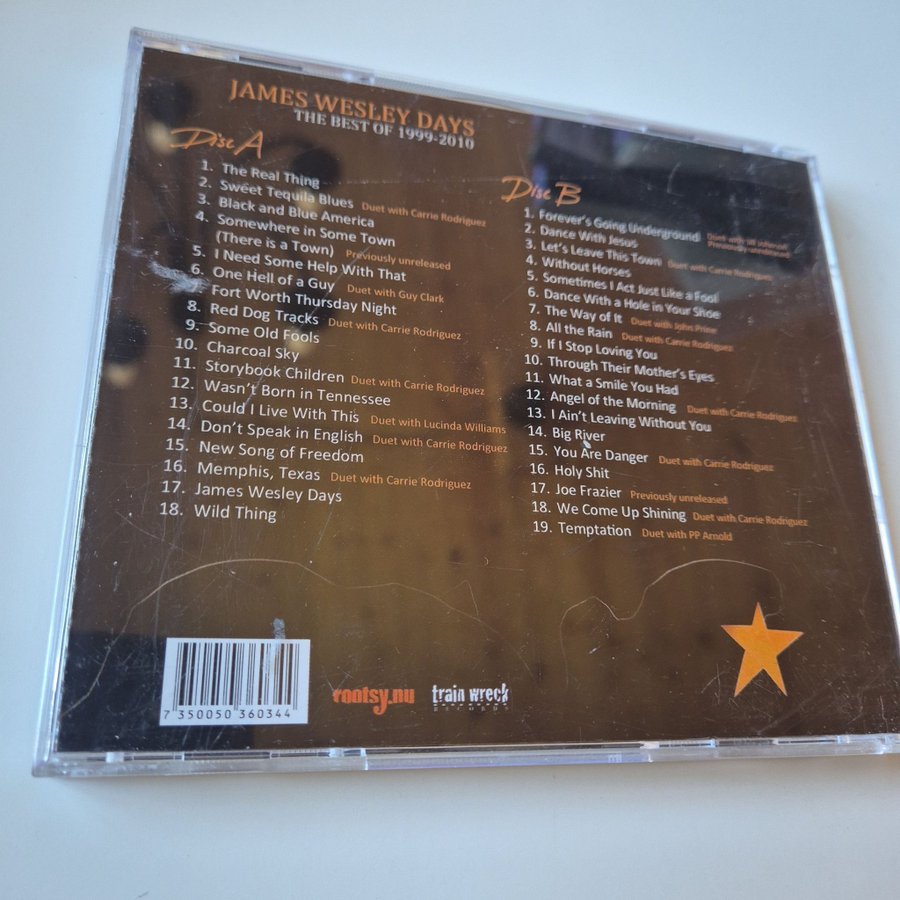 JAMES WESLEY DAYS
THE BEST OF 1999-2010
Disc A
1. The Real Thing
2. Sweet Tequila Blues Duet with Carrie Rodriguez
3. Black and Blue America
4. Somewhere in Some Town
(There is a Town) Previously unreleased
5. I Need Some Help With That
6. One Hell of a Guy Duet with Guy Clark
Fort Worth Thursday Night
8. Red Dog Tracks Duet with Carrie Rodriguez
9. Some Old Fools
10. Charcoal Sky
11. Storybook Children Duet with Carrie Rodriguez
12. Wasn't Born in Tennessee
13. Could I Live With This Duet with Lucinda Williams
14. Don't Speak in English Duet with Carrie Rodriguez
15. New Song of Freedom
16. Memphis, Texas Duet with Carrie Rodriguez
17. James Wesley Days
18. Wild Thing
Disc B
1. Forever's Going Underground Duet with Jill Johnson
Previously unreleased
2. Dance With Jesus
3. Let's Leave This Town Duet with Carrie Rodriguez
4. Without Horses
5. Sometimes I Act Just Like a Fool
6. Dance With a Hole in Your Shoe
7. The Way of It Duet with John Prine
8. All the Rain Duet with Carrie Rodriguez
9. If I Stop Loving You
10. Through Their Mother's Eyes
11. What a Smile You Had
12. Angel of the Morning Duet with Carrie Rodriguez
13. I Ain't Leaving Without You
14. Big River
15. You Are Danger Duet with Carrie Rodriguez
16. Holy Shit
17. Joe Frazier Previously unreleased
18. We Come Up Shining Duet with Carrie Rodriguez
19. Temptation Duet with PP Arnold
7 350050 360344
rootsy.nu
train wreck
RECORDS